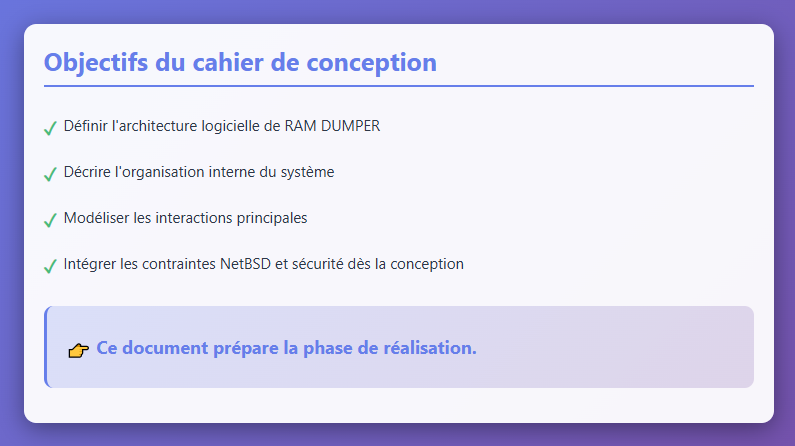 Objectifs du cahier de conception
✓ Définir l'architecture logicielle de RAM DUMPER
✓ Décrire l'organisation interne du système
✓ Modéliser les interactions principales
✓ Intégrer les contraintes NetBSD et sécurité dès la conception
👉 Ce document prépare la phase de réalisation.